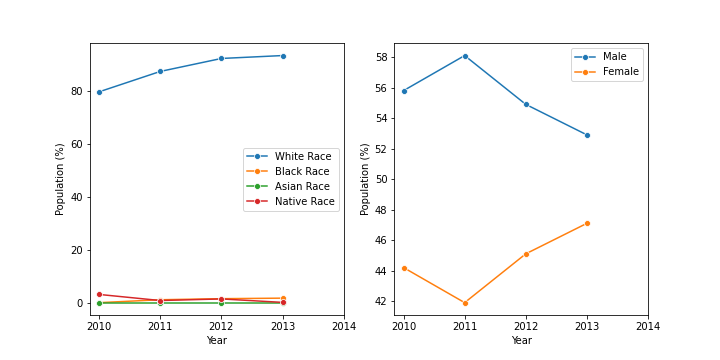 80
60
40
20
0
Population (%)
2010 2011 2012 2013 2014
Year
White Race
Black Race
Asian Race
Native Race
58
56
54
52
50
48
46
44
42
Population (%)
2010 2011 2012 2013 2014
Year
Male
Female